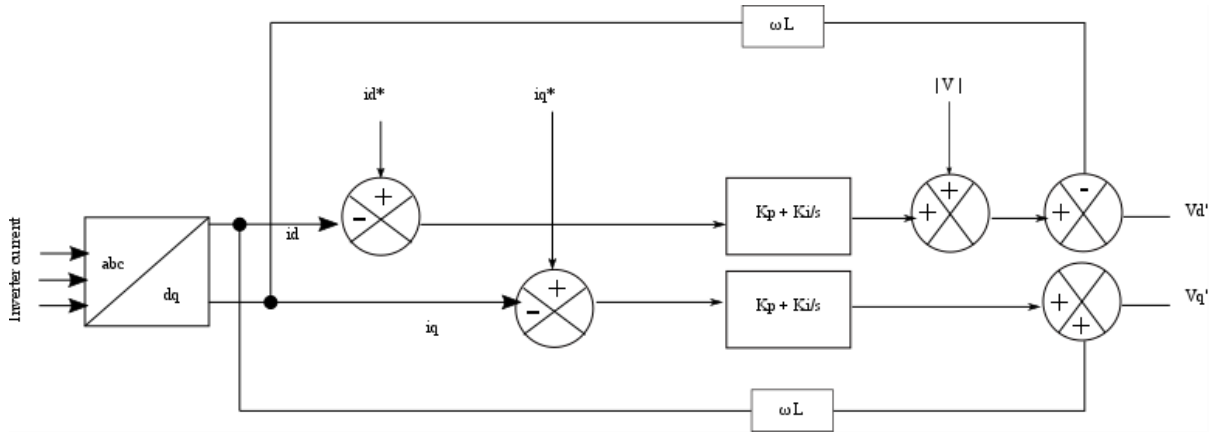 ωL
id*
iq*
|V|
+
-
Kp + Ki/s
+
+
+
-
Vd'
Inverter current
abc
dq
id
+
-
iq
Kp + Ki/s
+
+
Vq'
ωL